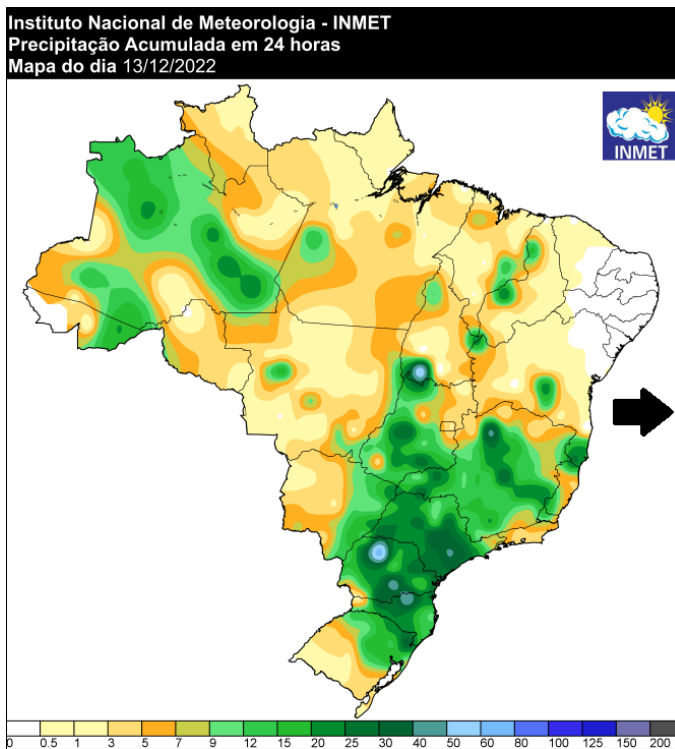 Instituto Nacional de Meteorologia - INMET
Precipitação Acumulada em 24 horas
Mapa do dia 13/12/2022
INMET
0 0.5 1 3 5 7 9 12 15 20 25 30 40 50 60 80 100 125 150 200